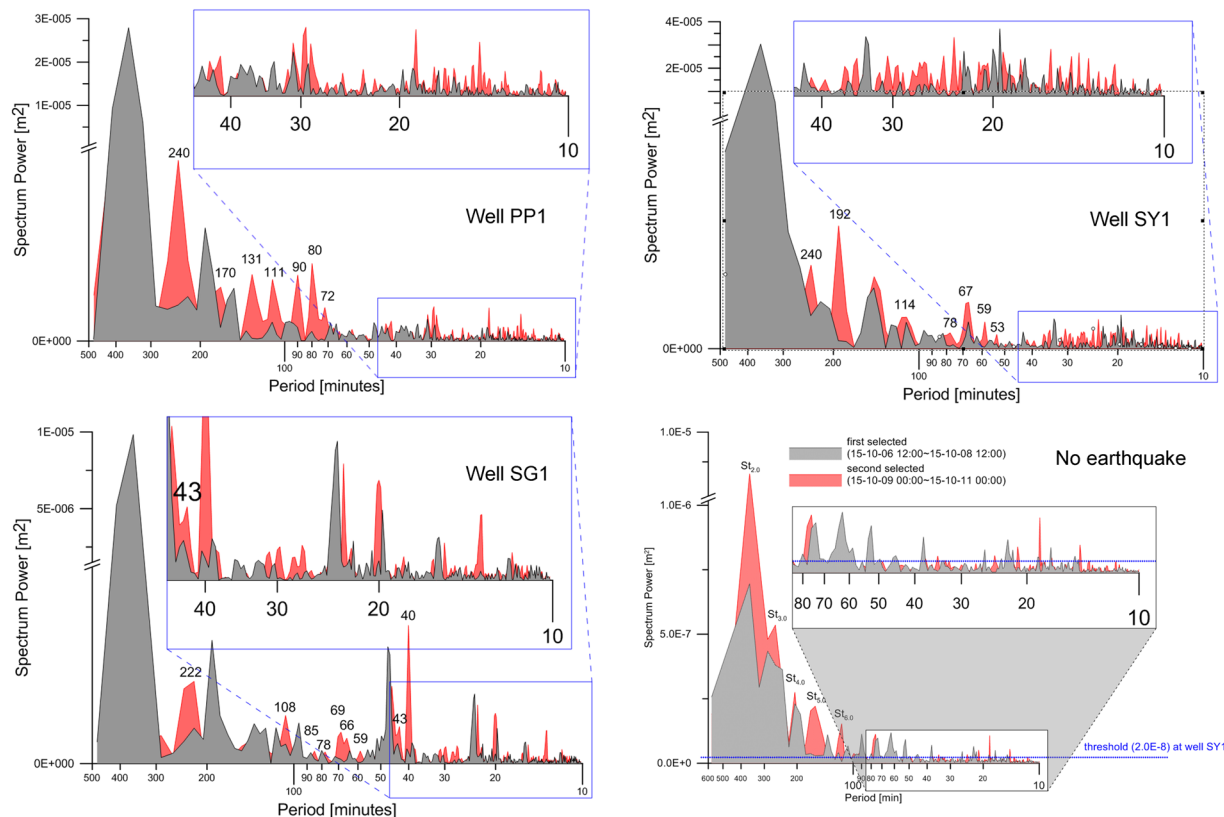 3E-005
2E-005
1E-005
0E+000
Spectrum Power [m2]
40 30 20 10
240
170
131
111
90
80
72
Well PP1
500 400 300 200 100 90 80 70 60 50 40 30 20 10
Period [minutes]
4E-005
2E-005
0E+000
Spectrum Power [m2]
40 30 20 10
240
192
114
78
67
59
53
Well SY1
500 400 300 200 100 90 80 70 60 50 40 30 20 10
Period [minutes]
1E-005
5E-006
0E+000
Spectrum Power [m2]
43
40 30 20 10
Well SG1
222
108
85
78
69
66
59
43
40
500 400 300 200 100 90 80 70 60 50 40 30 20 10
Period [minutes]
1.0E-5
1.0E-6
5.0E-7
0.0E+0
Spectrum Power [m²]
first selected
(15-10-06 12:00~15-10-08 12:00)
second selected
(15-10-09 00:00~15-10-11 00:00)
No earthquake
St2.0
St3.0
St4.0
St5.0
St6.0
80 70 60 50 40 30 20 10
threshold (2.0E-8) at well SY1
600 500 400 300 200 100 90 80 70 60 50 40 30 20 10
Period [min]